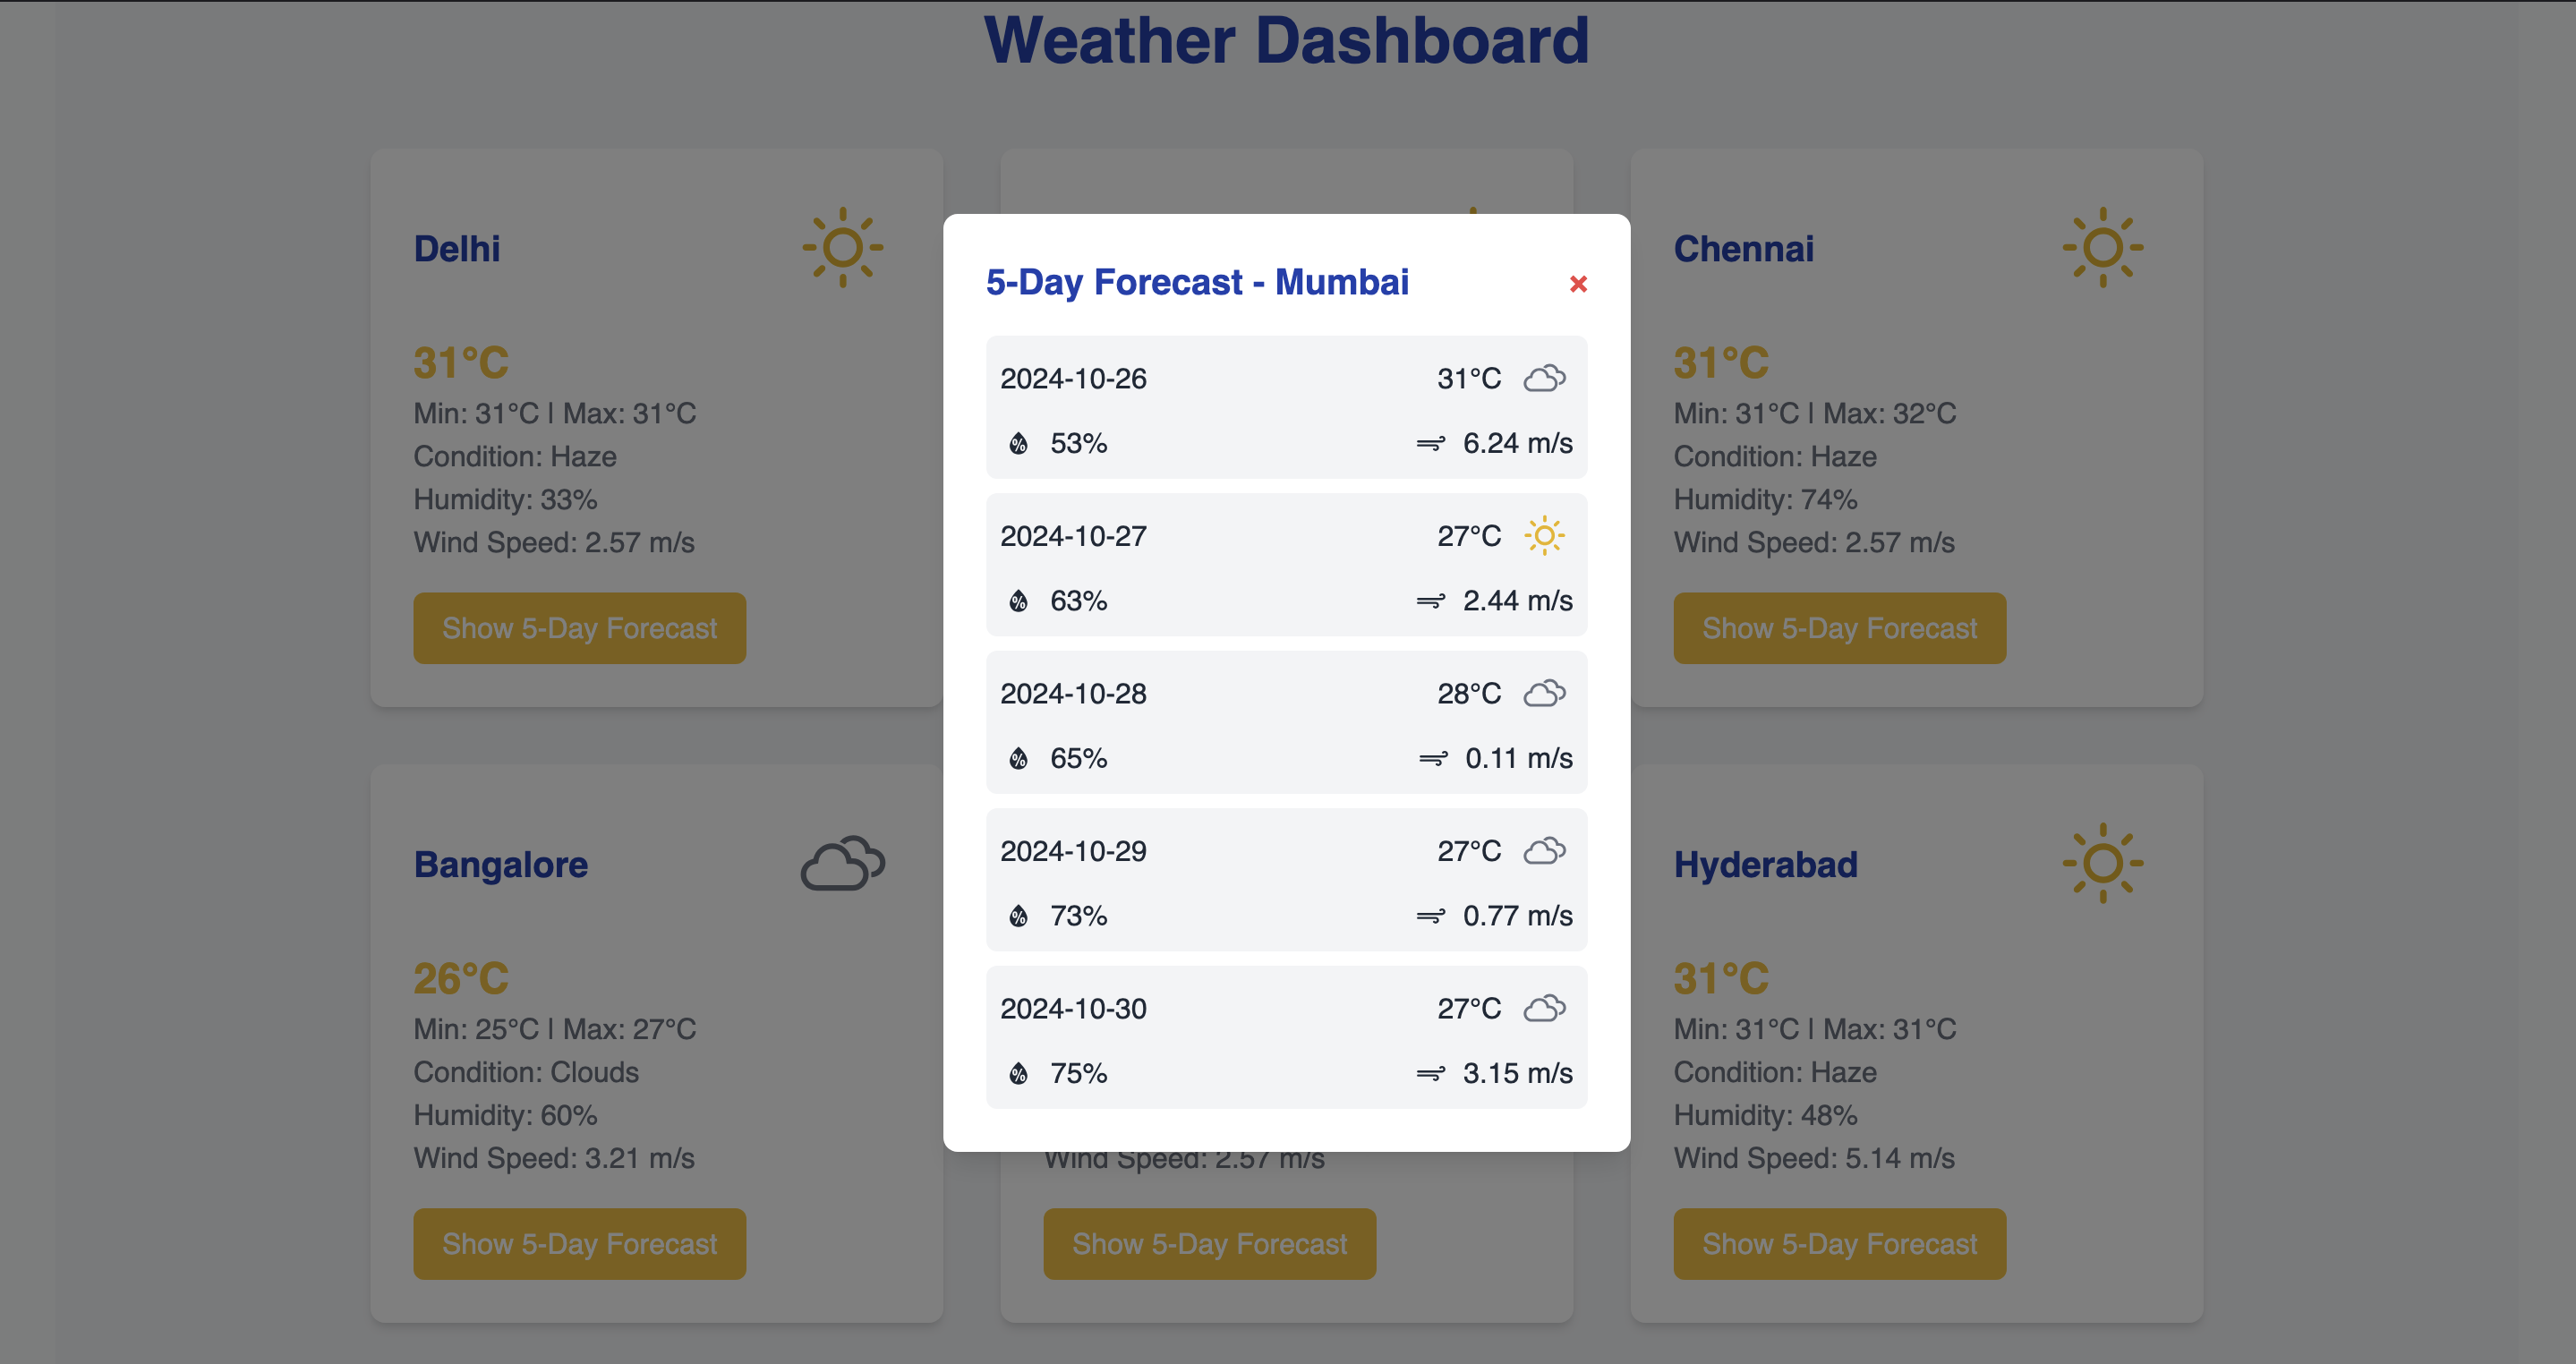 Weather Dashboard
Delhi
31°C
Min: 31°C | Max: 31°C
Condition: Haze
Humidity: 33%
Wind Speed: 2.57 m/s
Show 5-Day Forecast
5-Day Forecast - Mumbai
×
2024-10-26 31°C
53% 6.24 m/s
2024-10-27 27°C
63% 2.44 m/s
2024-10-28 28°C
65% 0.11 m/s
2024-10-29 27°C
73% 0.77 m/s
2024-10-30 27°C
75% 3.15 m/s
Chennai
31°C
Min: 31°C | Max: 32°C
Condition: Haze
Humidity: 74%
Wind Speed: 2.57 m/s
Show 5-Day Forecast
Bangalore
26°C
Min: 25°C | Max: 27°C
Condition: Clouds
Humidity: 60%
Wind Speed: 3.21 m/s
Show 5-Day Forecast
Wind Speed: 2.57 m/s
Show 5-Day Forecast
Hyderabad
31°C
Min: 31°C | Max: 31°C
Condition: Haze
Humidity: 48%
Wind Speed: 5.14 m/s
Show 5-Day Forecast